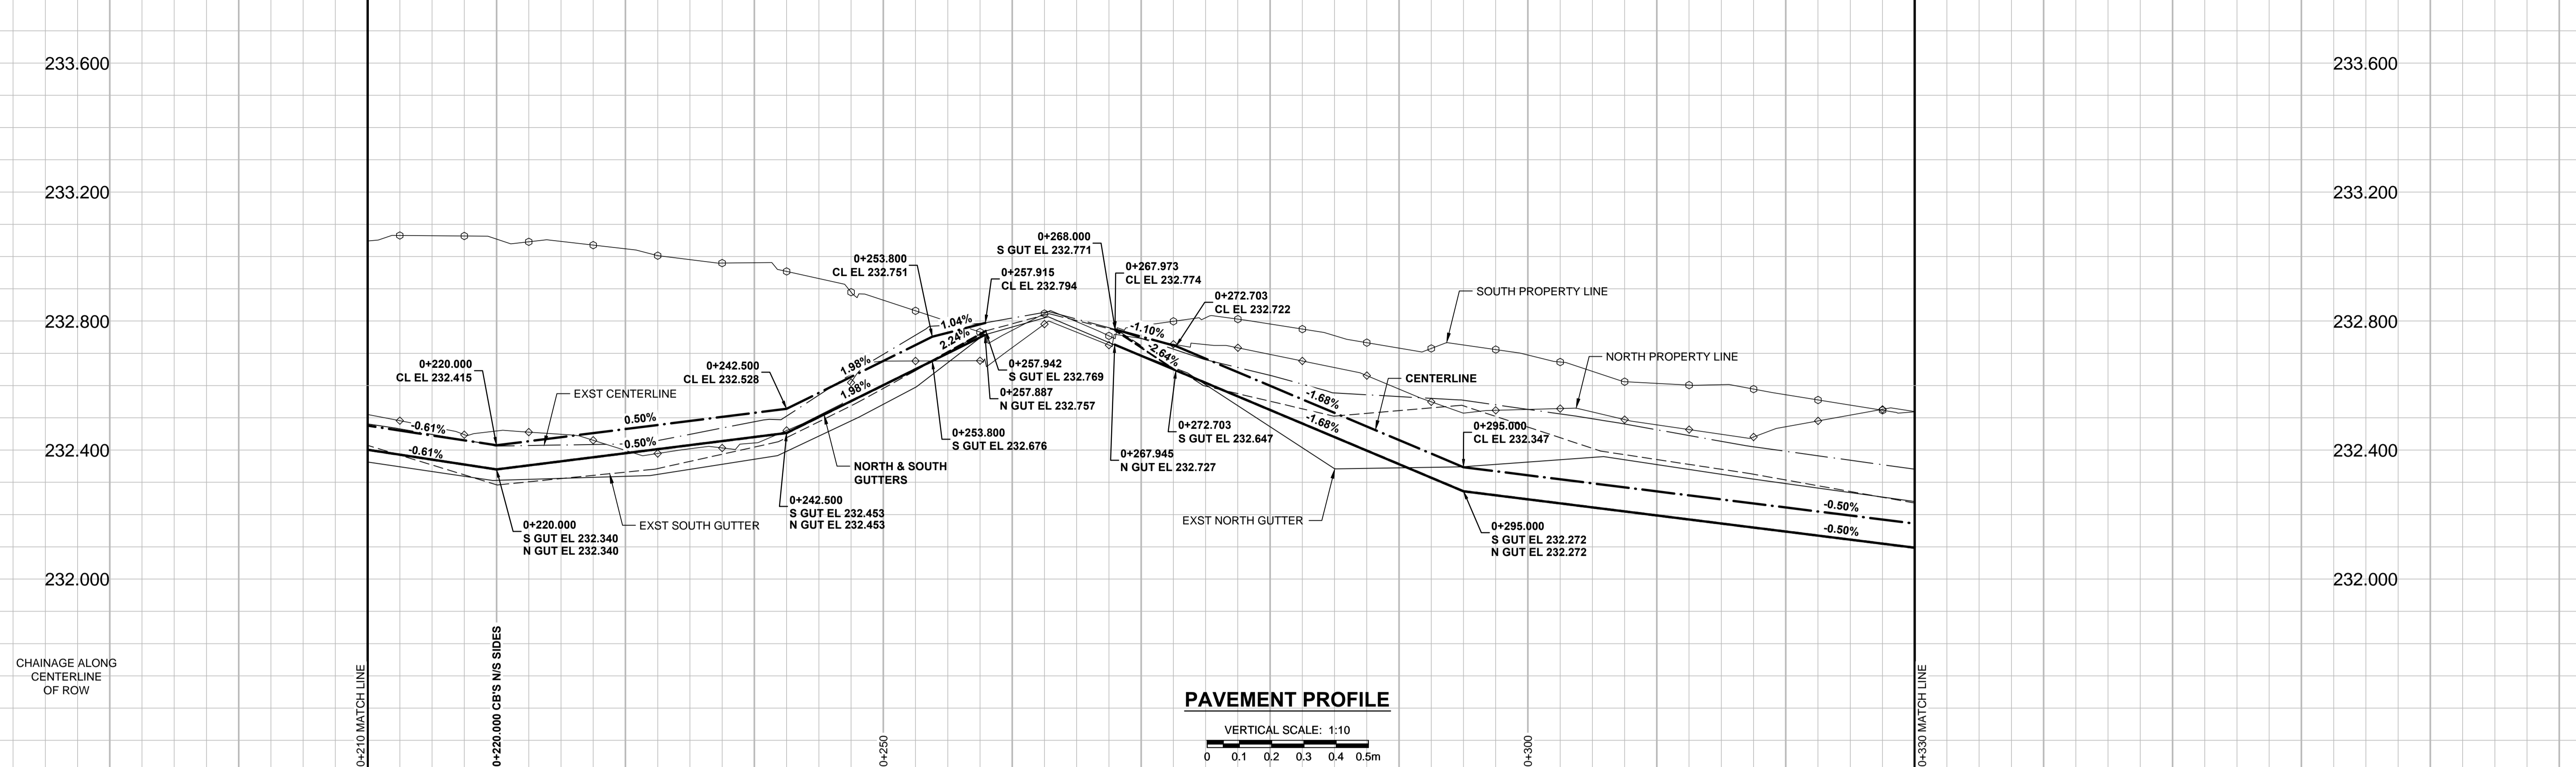 233.600
233.600
233.200
233.200
0+268.000
S GUT EL 232.771
0+253.800
CL EL 232.751
0+257.915
CL EL 232.794
0+267.973
CL EL 232.774
0+272.703
CL EL 232.722
SOUTH PROPERTY LINE
232.800
232.800
1.04%
2.24%
-1.10%
-2.64%
NORTH PROPERTY LINE
0+220.000
CL EL 232.415
0+242.500
CL EL 232.528
1.98%
1.98%
0+257.942
S GUT EL 232.769
0+257.887
N GUT EL 232.757
CENTERLINE
EXST CENTERLINE
-1.68%
-1.68%
0.50%
0.50%
-0.61%
-0.61%
0+253.800
S GUT EL 232.676
0+272.703
S GUT EL 232.647
0+295.000
CL EL 232.347
232.400
232.400
0+267.945
N GUT EL 232.727
NORTH & SOUTH
GUTTERS
0+242.500
S GUT EL 232.453
N GUT EL 232.453
EXST SOUTH GUTTER
EXST NORTH GUTTER
0+220.000
S GUT EL 232.340
N GUT EL 232.340
0+295.000
S GUT EL 232.272
N GUT EL 232.272
-0.50%
-0.50%
232.000
232.000
CHAINAGE ALONG
CENTERLINE
OF ROW
0+210 MATCH LINE
0+220.000 CB'S N/S SIDES
0+250
0+300
0+330 MATCH LINE
PAVEMENT PROFILE
VERTICAL SCALE: 1:10
0 0.1 0.2 0.3 0.4 0.5m